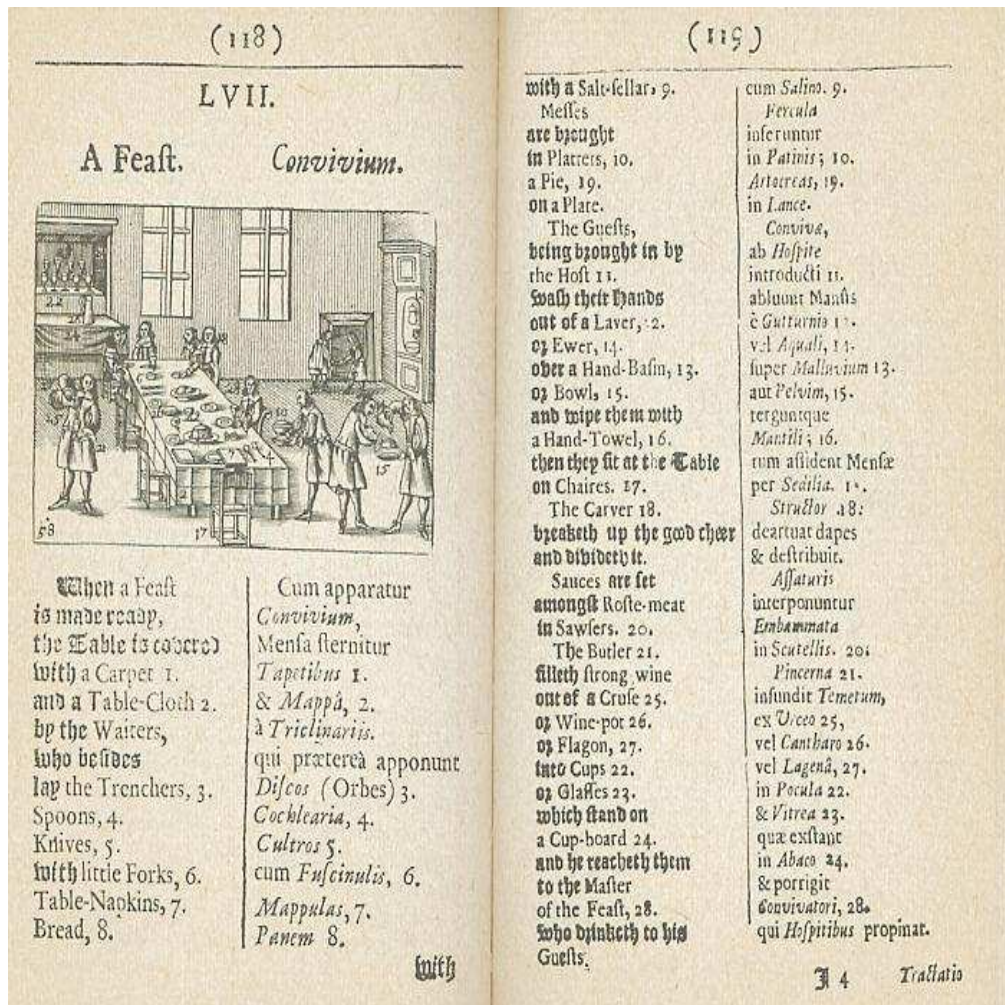 (118)
LVII.
A Feaſt. Convivium.
When a Feaſt
is made ready,
the Table is covered
with a Carpet 1.
and a Table-Cloth 2.
by the Waiters,
who beſides
lay the Trenchers, 3.
Spoons, 4.
Knives, 5.
with little Forks, 6.
Table-Napkins, 7.
Bread, 8.
Cum apparatur
Convivium,
Menſa ſternitur
Tapetibus 1.
& Mappâ, 2.
à Tricliniariis.
qui prætereà apponunt
Diſcos (Orbes) 3.
Cochlearia, 4.
Cultros 5.
cum Fuſcinulis, 6.
Mappulas, 7.
Panem 8.
with
(119)
with a Salt-ſellar, 9.
Meſſes
are brought
in Platters, 10.
a Pie, 19.
on a Plate.
The Gueſts,
being brought in by
the Hoſt 11.
waſh their Hands
out of a Laver, 12.
or Ewer, 14.
over a Hand-Baſin, 13.
or Bowl, 15.
and wipe them with
a Hand-Towel, 16.
then they ſit at the Table
on Chaires. 17.
The Carver 18.
breaketh up the good cheer
and divideth it.
Sauces are ſet
amongſt Roſte-meat
in Sawſers. 20.
The Butler 21.
filleth ſtrong wine
out of a Cruſe 25.
or Wine-pot 26.
or Flagon, 27.
into Cups 22.
or Glaſſes 23.
which ſtand on
a Cup-board 24.
and he reacheth them
to the Maſter
of the Feaſt, 28.
who drinketh to his
Gueſts.
cum Salino. 9.
Fercula
inferuntur
in Patinis; 10.
Artocreas, 19.
in Lance.
Convivæ,
ab Hoſpite
introducti 11.
abluunt Manûs
è Gutturnio 12.
vel Aquali, 14.
ſuper Malluvium 13.
aut Pelvim, 15.
terguntque
Mantili; 16.
tum aſſident Menſæ
per Sedilia. 17.
Structor 18:
deartuat dapes
& deſtribuit.
Aſſaturis
interponuntur
Embammata
in Scutellis. 20.
Pincerna 21.
infundit Temetum,
ex Urceo 25,
vel Cantharo 26.
vel Lagenâ, 27.
in Pocula 22.
& Vitrea 23.
quæ exſtant
in Abaco 24.
& porrigit
Convivatori, 28.
qui Hoſpitibus propinat.
I 4 Tractatio